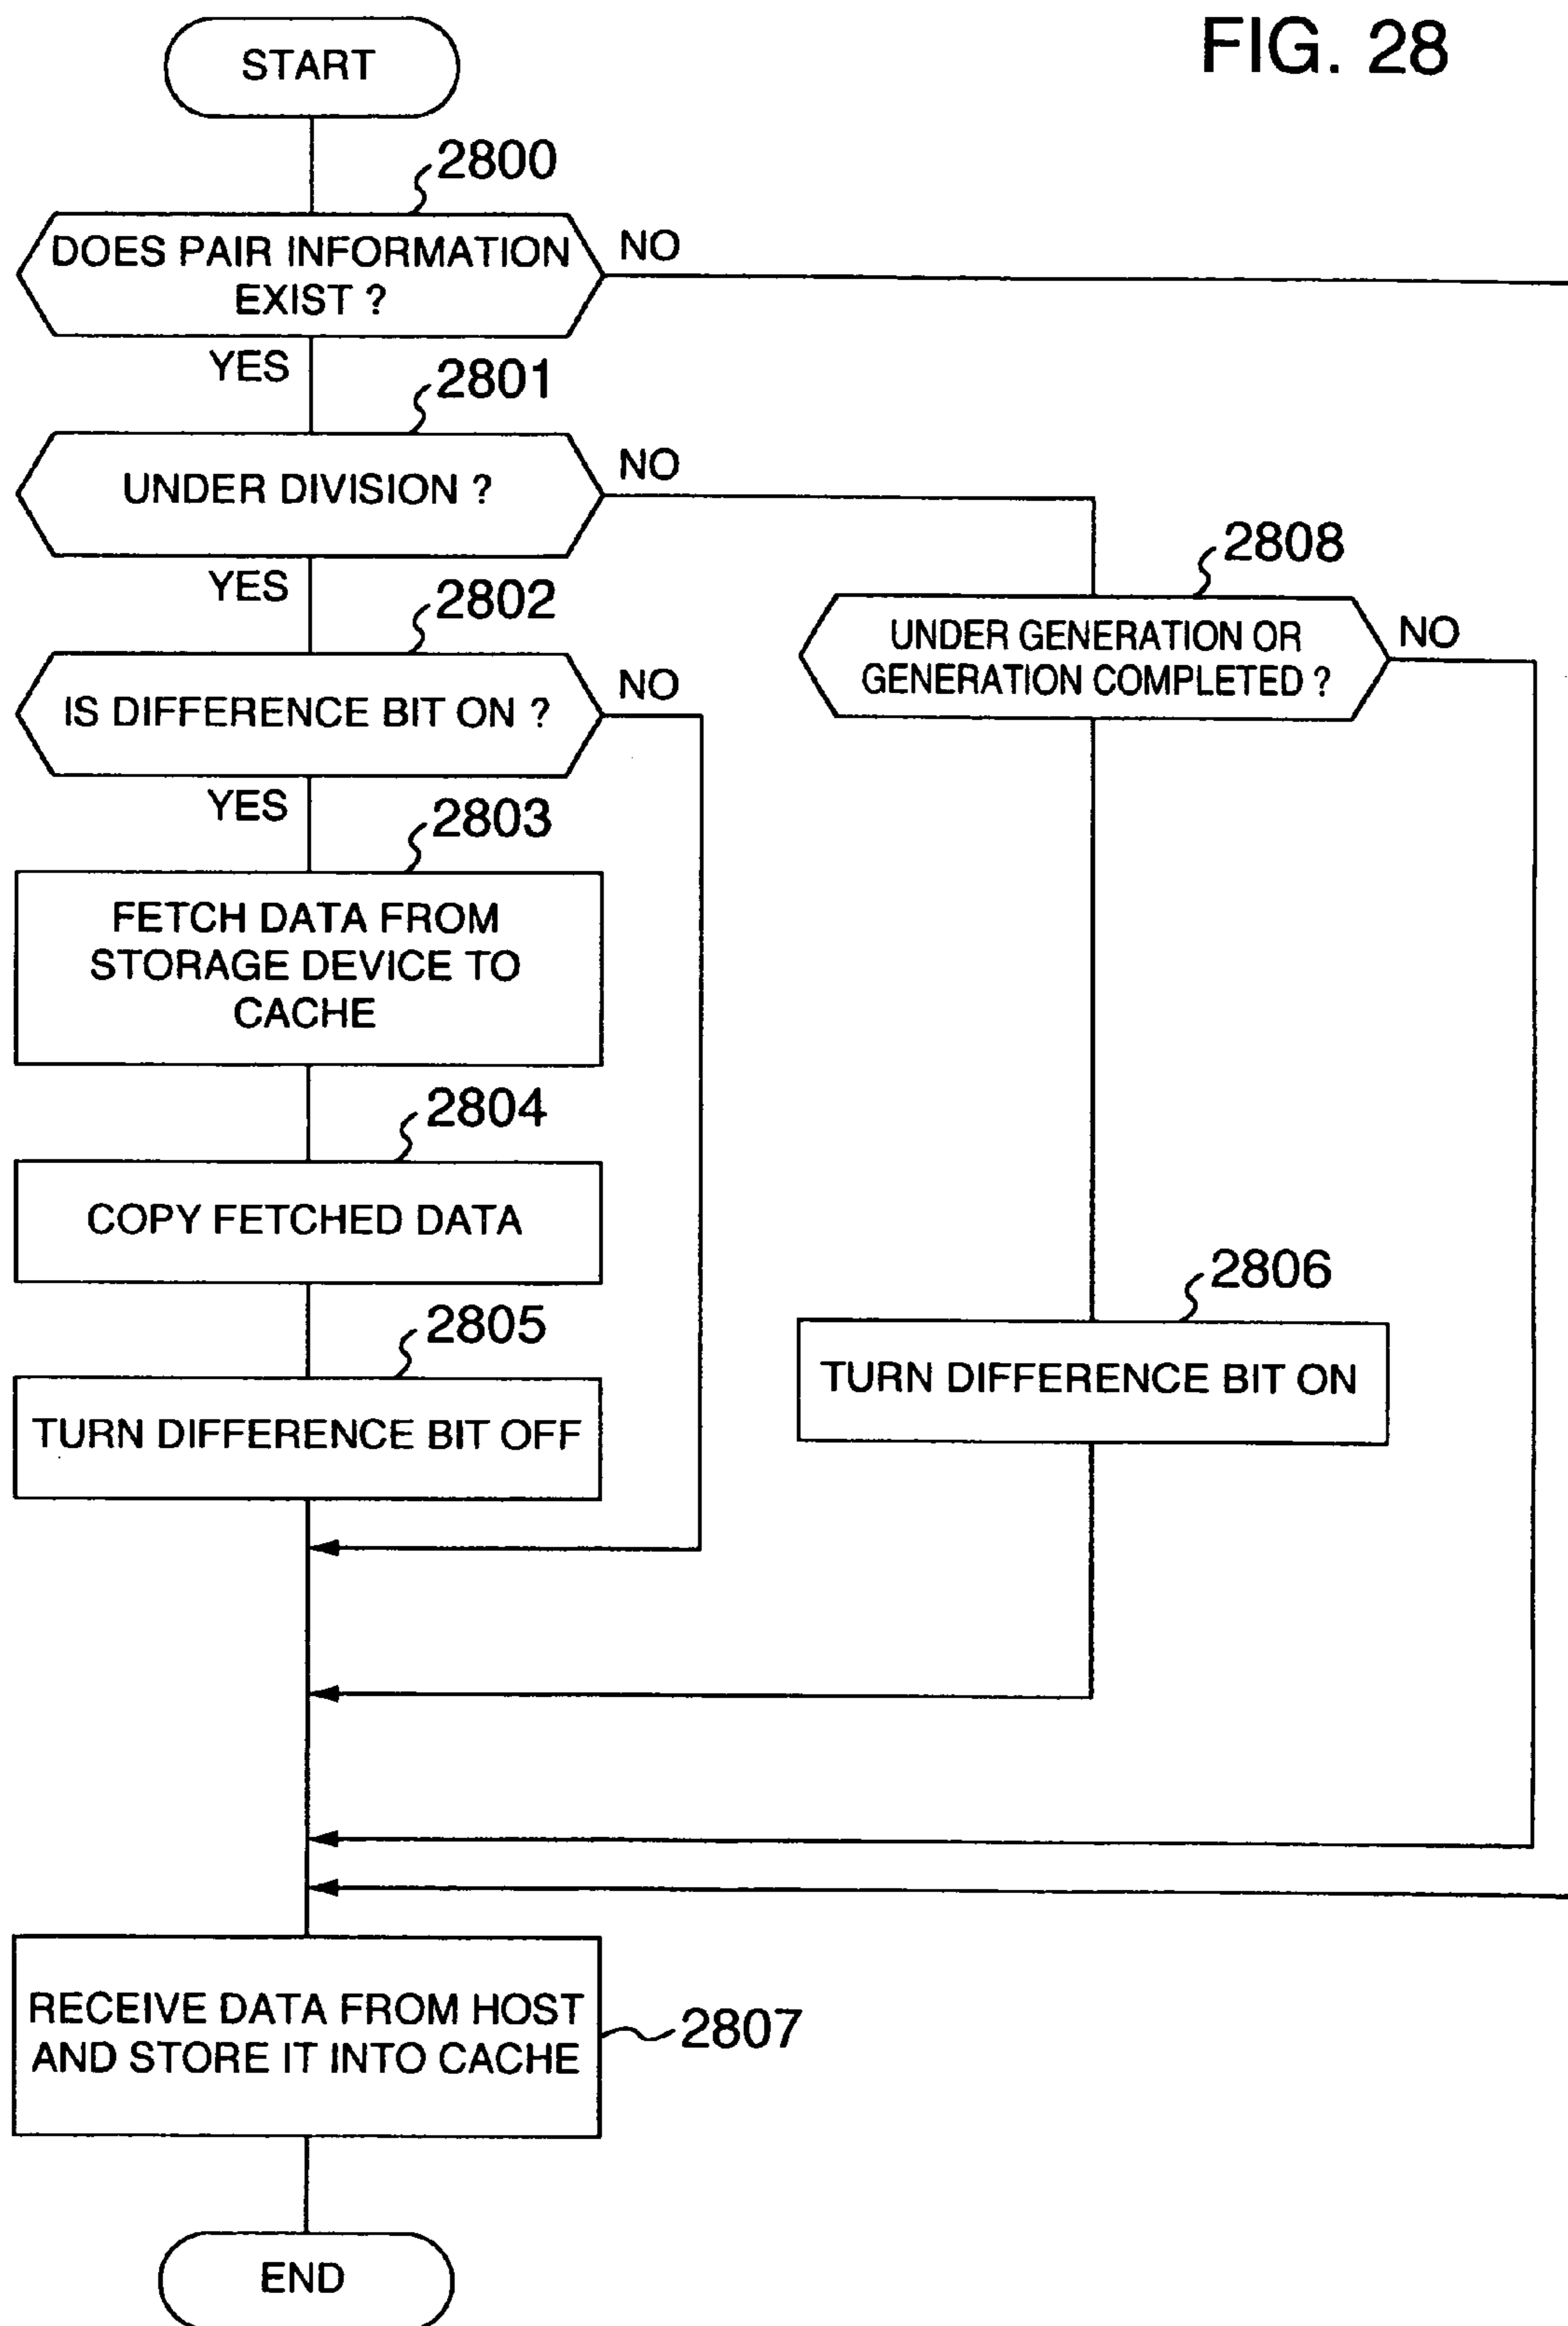 FIG. 28
START
2800
DOES PAIR INFORMATION
EXIST ?
NO
YES
2801
UNDER DIVISION ?
NO
YES
2802
IS DIFFERENCE BIT ON ?
NO
YES
2808
UNDER GENERATION OR
GENERATION COMPLETED ?
NO
2803
FETCH DATA FROM
STORAGE DEVICE TO
CACHE
2804
COPY FETCHED DATA
2805
TURN DIFFERENCE BIT OFF
2806
TURN DIFFERENCE BIT ON
RECEIVE DATA FROM HOST
AND STORE IT INTO CACHE
2807
END